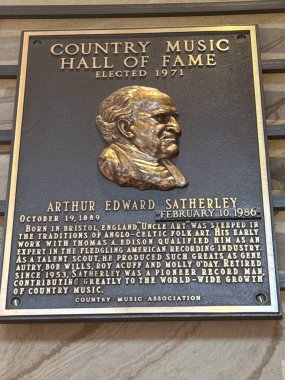 COUNTRY MUSIC
HALL OF FAME
ELECTED 1971
ARTHUR EDWARD SATHERLEY
OCTOBER 19, 1889 FEBRUARY 10, 1986
BORN IN BRISTOL, ENGLAND, UNCLE ART WAS STEEPED IN
THE TRADITIONS OF ANGLO-CELTIC FOLK ART. HIS EARLY
WORK WITH THOMAS A. EDISON QUALIFIED HIM AS AN
EXPERT IN THE FLEDGLING AMERICAN RECORDING INDUSTRY.
AS A TALENT SCOUT, HE PRODUCED SUCH GREATS AS GENE
AUTRY, BOB WILLS, ROY ACUFF AND MOLLY O'DAY. RETIRED
SINCE 1953, SATHERLEY WAS A PIONEER RECORD MAN,
CONTRIBUTING GREATLY TO THE WORLD-WIDE GROWTH
OF COUNTRY MUSIC.
COUNTRY MUSIC ASSOCIATION